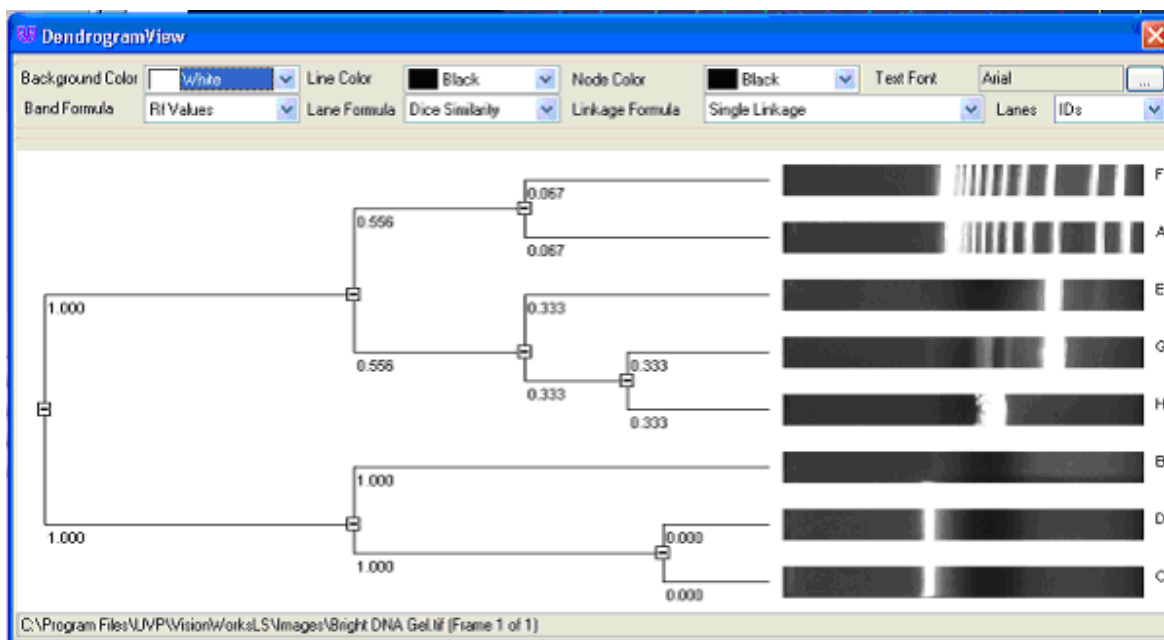 DendrogramView
Background Color White Line Color Black Node Color Black Text Font Arial ...
Band Formula Rf Values Lane Formula Dice Similarity Linkage Formula Single Linkage Lanes IDs
F
0.067
0.556
A
0.067
E
1.000
0.333
G
0.556
0.333
0.333
H
0.333
B
1.000
D
1.000
0.000
1.000
C
0.000
C:\Program Files\UVP\VisionWorksLS\Images\Bright DNA Gel.tif (Frame 1 of 1)